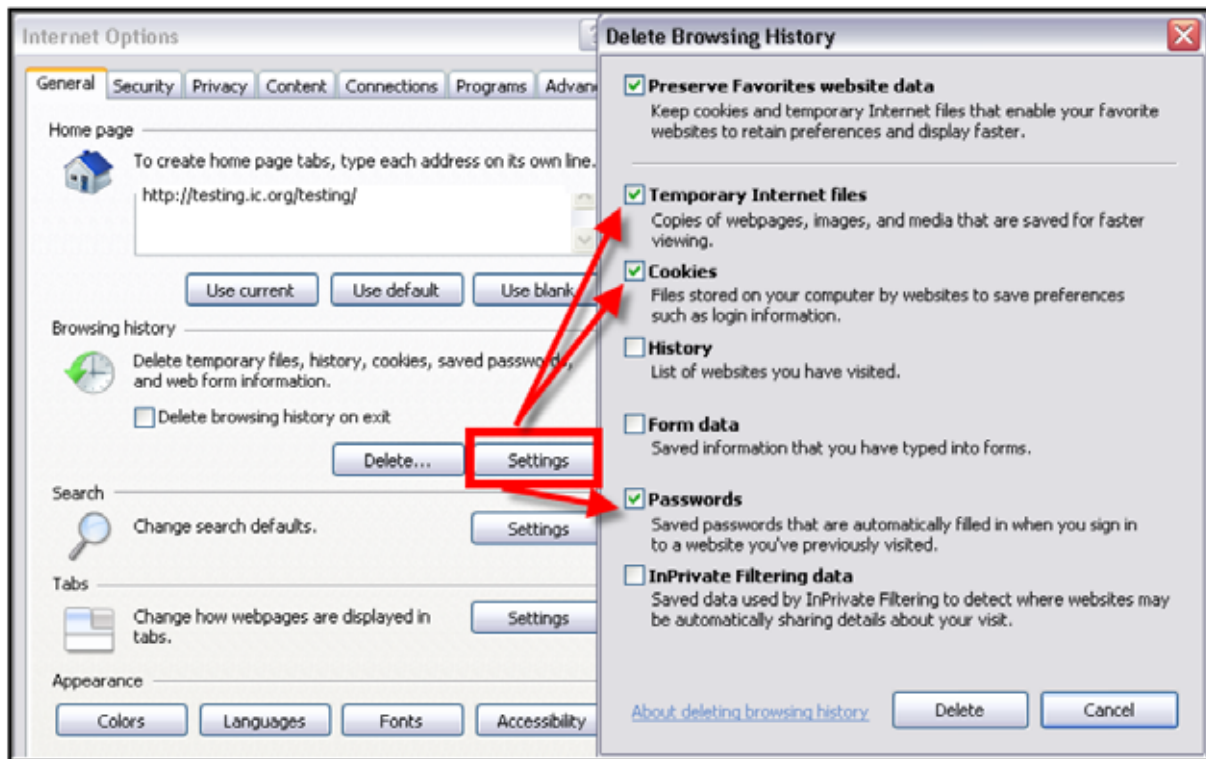 Internet Options
General Security Privacy Content Connections Programs Advan
Home page
To create home page tabs, type each address on its own line.
http://testing.ic.org/testing/
Use current Use default Use blank
Browsing history
Delete temporary files, history, cookies, saved passwords,
and web form information.
Delete browsing history on exit
Delete... Settings
Search
Change search defaults.
Settings
Tabs
Change how webpages are displayed in
tabs.
Settings
Appearance
Colors Languages Fonts Accessibility
Delete Browsing History
Preserve Favorites website data
Keep cookies and temporary Internet files that enable your favorite
websites to retain preferences and display faster.
Temporary Internet files
Copies of webpages, images, and media that are saved for faster
viewing.
Cookies
Files stored on your computer by websites to save preferences
such as login information.
History
List of websites you have visited.
Form data
Saved information that you have typed into forms.
Passwords
Saved passwords that are automatically filled in when you sign in
to a website you've previously visited.
InPrivate Filtering data
Saved data used by InPrivate Filtering to detect where websites may
be automatically sharing details about your visit.
About deleting browsing history Delete Cancel